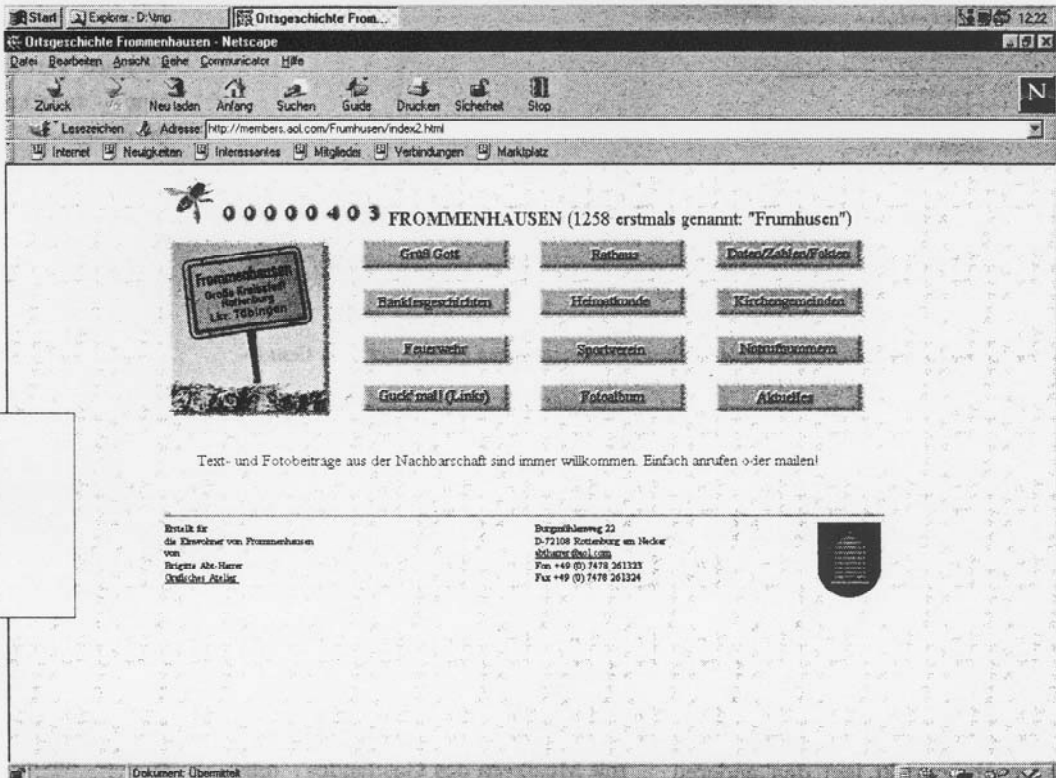 Start Explorer - D:\tmp Ortsgeschichte From... 12:22
Ortsgeschichte Frommenhausen - Netscape
Datei Bearbeiten Ansicht Gehe Communicator Hilfe
Zurück Neu laden Anfang Suchen Guide Drucken Sicherheit Stop
N
Lesezeichen Adresse: http://members.aol.com/Frumhusen/index2.html
Internet Neuigkeiten Interessantes Mitglieder Verbindungen Marktplatz
00000403 FROMMENHAUSEN (1258 erstmals genannt: "Frumhusen")
Frommenhausen
Große Kreisstadt
Rottenburg
Lkr. Tübingen
Grüß Gott Rathaus Daten/Zahlen/Fakten
Heimatkunde Kirchengemeinden
Feuerwehr Sportverein Notrufnummern
Guck' mal! (Links) Fotoalbum Aktuelles
Text- und Fotobeiträge aus der Nachbarschaft sind immer willkommen. Einfach anrufen oder mailen!
Erstellt für
die Einwohner von Frommenhausen
von
Brigitte Abt-Harrer
Grafisches Atelier
Burgmühlenweg 22
D-72108 Rottenburg am Neckar
Fon +49 (0) 7478 261323
Fax +49 (0) 7478 261324
Dokument: Übermittelt